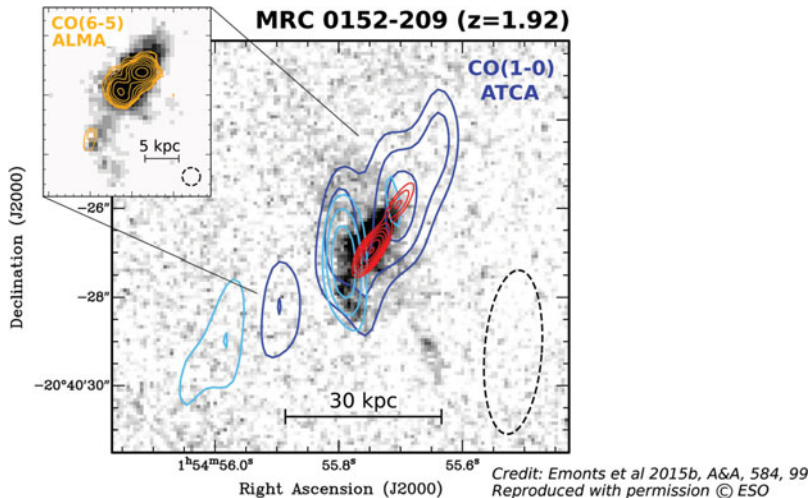 MRC 0152-209 (z=1.92)
CO(6-5)
ALMA
5 kpc
CO(1-0)
ATCA
-26"
-28"
-20°40'30"
Declination (J2000)
30 kpc
1ʰ54ᵐ56.0ˢ 55.8ˢ 55.6ˢ
Right Ascension (J2000)
Credit: Emonts et al 2015b, A&A, 584, 99
Reproduced with permission © ESO